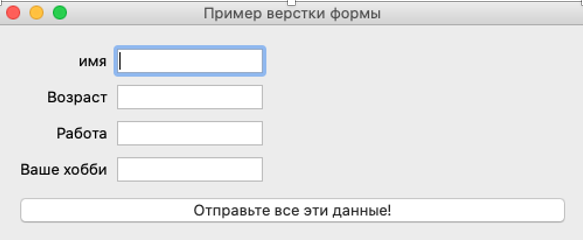 Пример верстки формы
имя
Возраст
Работа
Ваше хобби
Отправьте все эти данные!